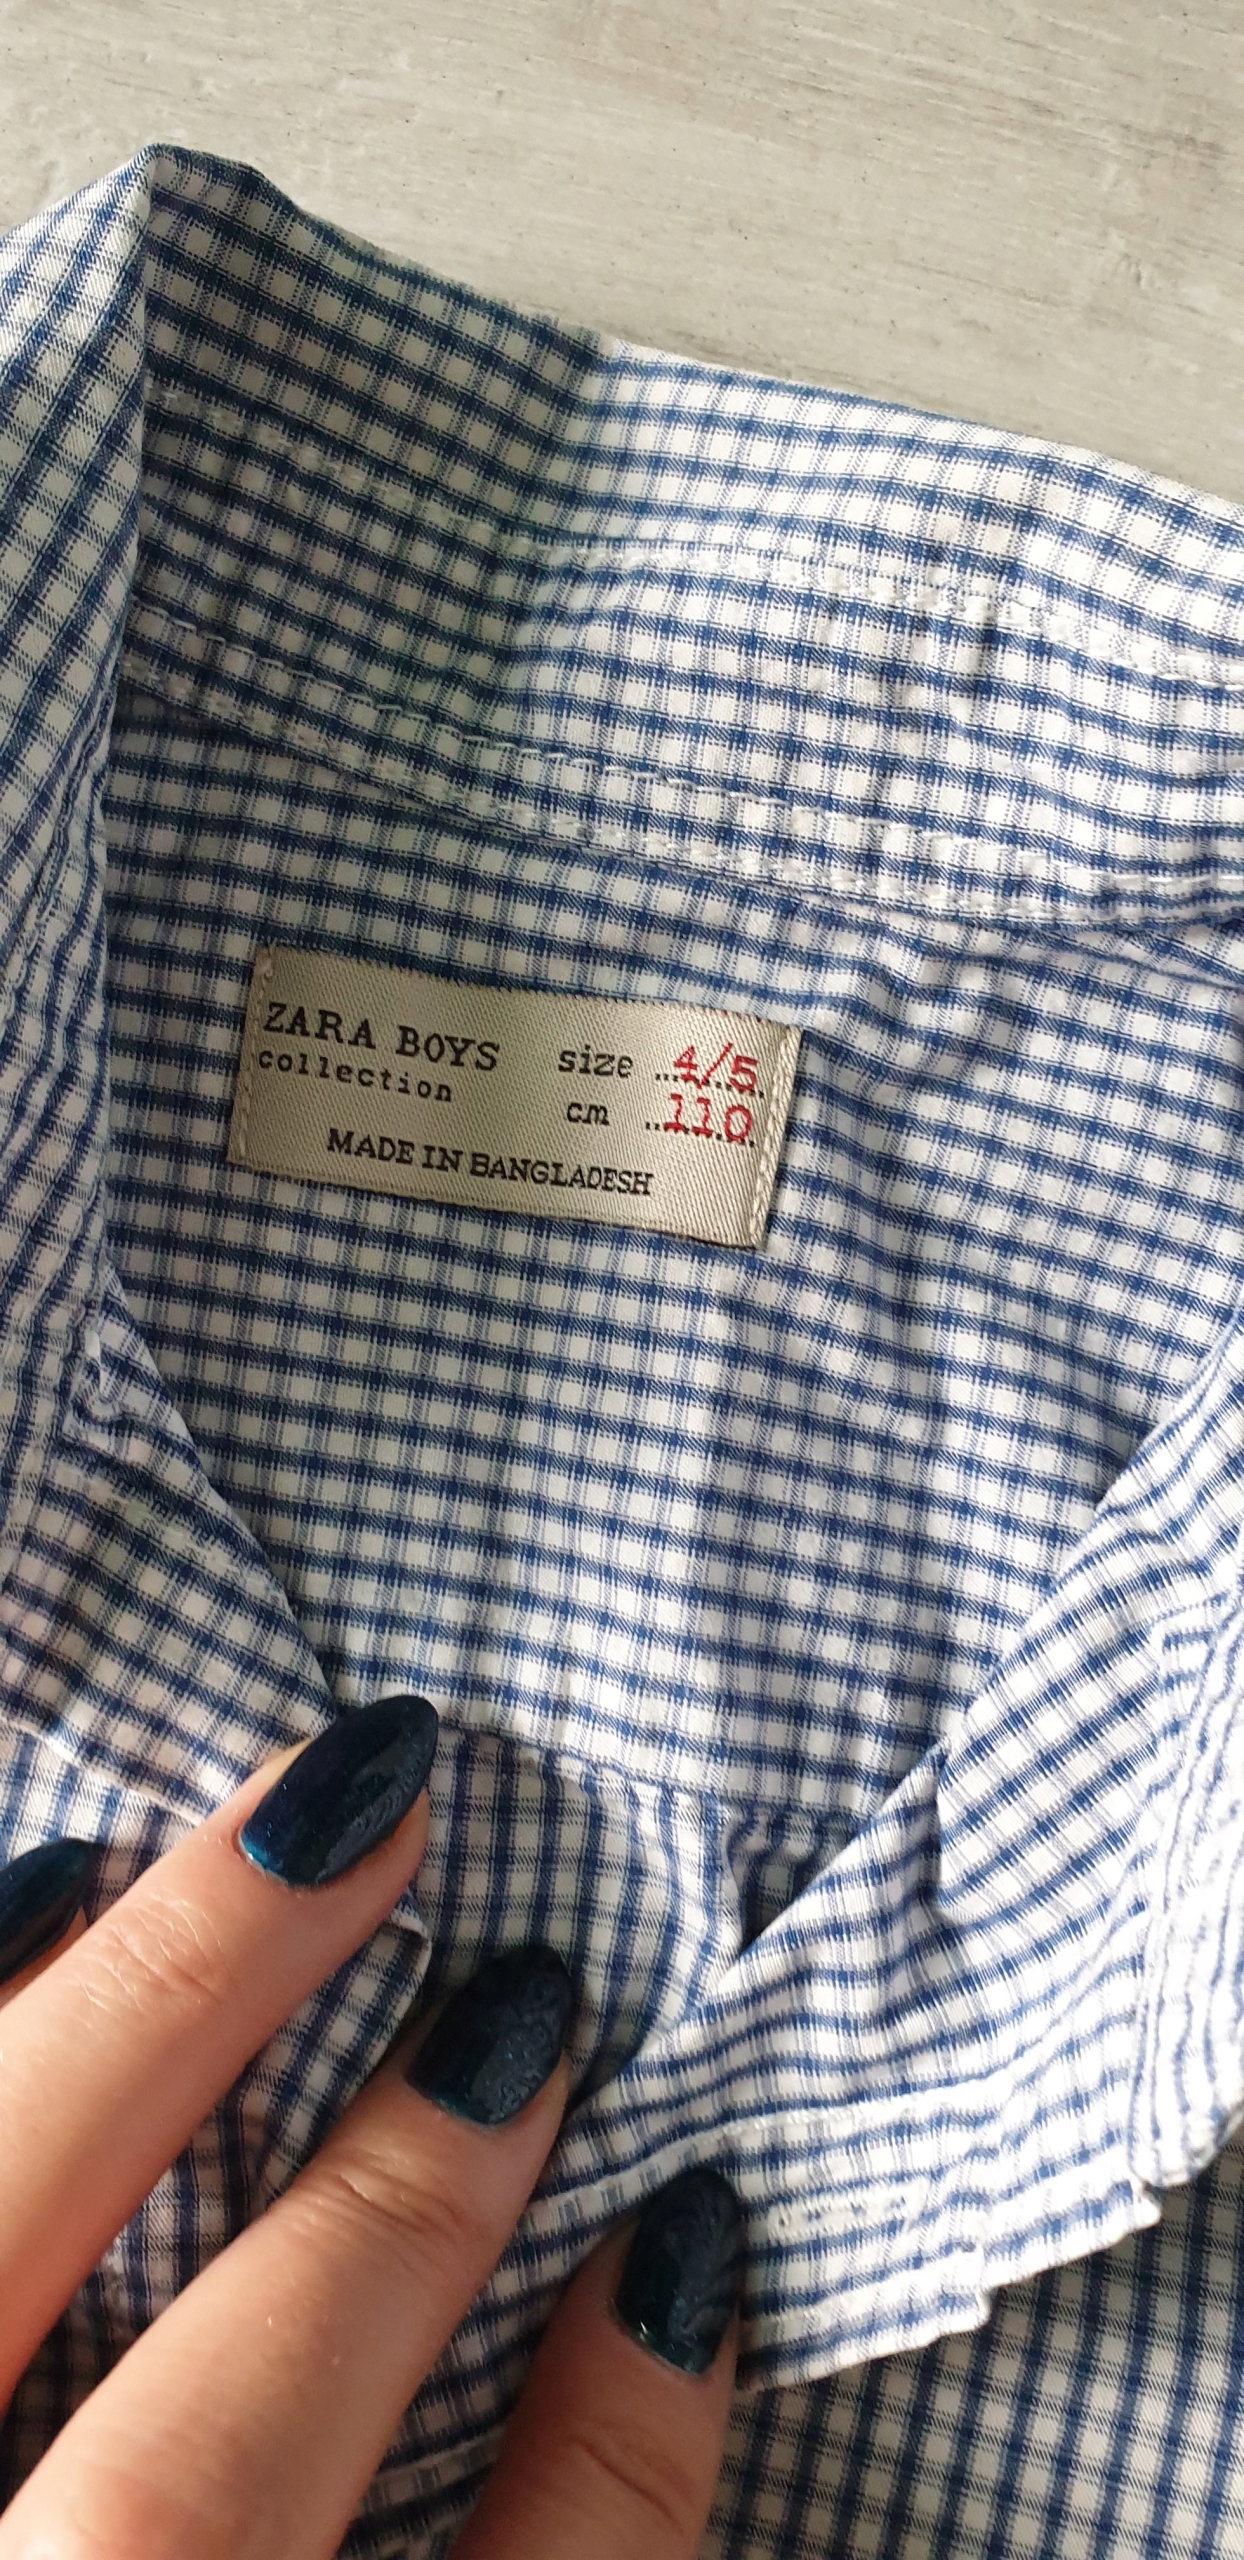 ZARA BOYS
collection
size ...4/5...
cm ...110...
MADE IN BANGLADESH